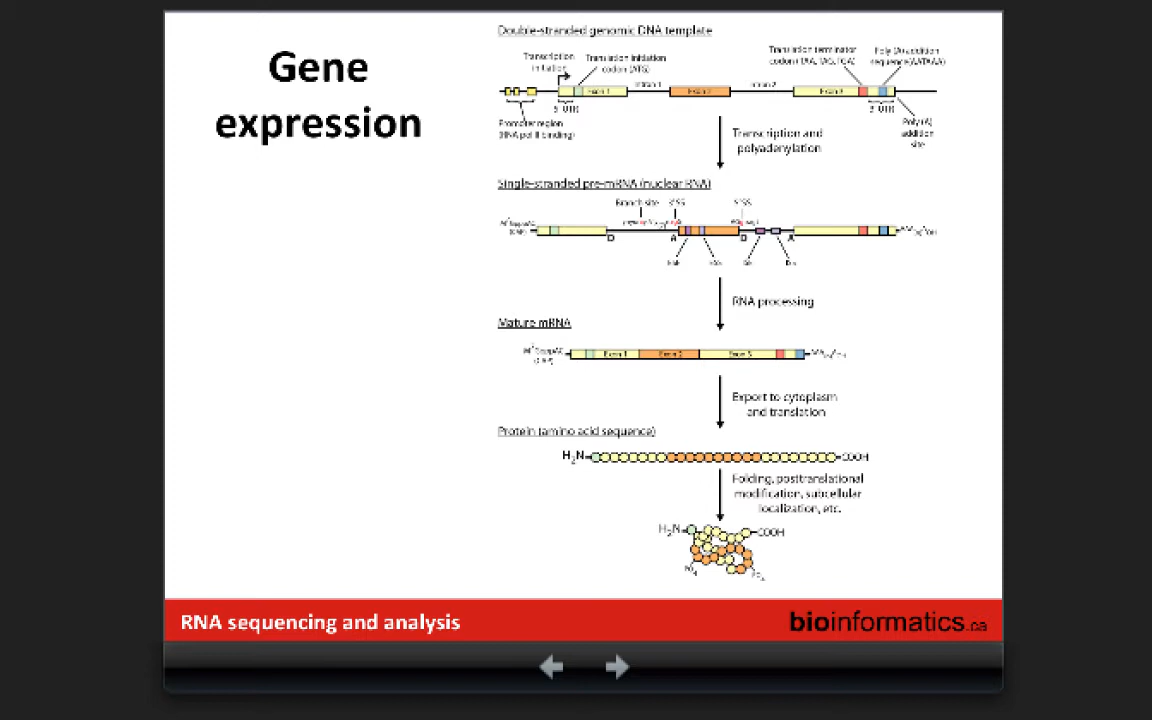 Gene
expression
Double-stranded genomic DNA template
Transcription
initiation
Translation initiation
codon (ATG)
Translation terminator
codon (TAA, TAG, TGA)
Poly (A) addition
sequence (AATAAA)
Exon 1
Intron 1
Exon 2
Intron 2
Exon 3
5' UTR
3' UTR
Promoter region
(RNA pol II binding)
Poly (A)
addition
site
Transcription and
polyadenylation
Single-stranded pre-mRNA (nuclear RNA)
Branch site
3'SS
5'SS
(CAP)
D
A
D
A
RNA processing
Mature mRNA
(CAP)
Exon 1
Exon 2
Exon 3
Export to cytoplasm
and translation
Protein (amino acid sequence)
H2N
COOH
Folding, posttranslational
modification, subcellular
localization, etc.
H2N
COOH
RNA sequencing and analysis
bioinformatics.ca